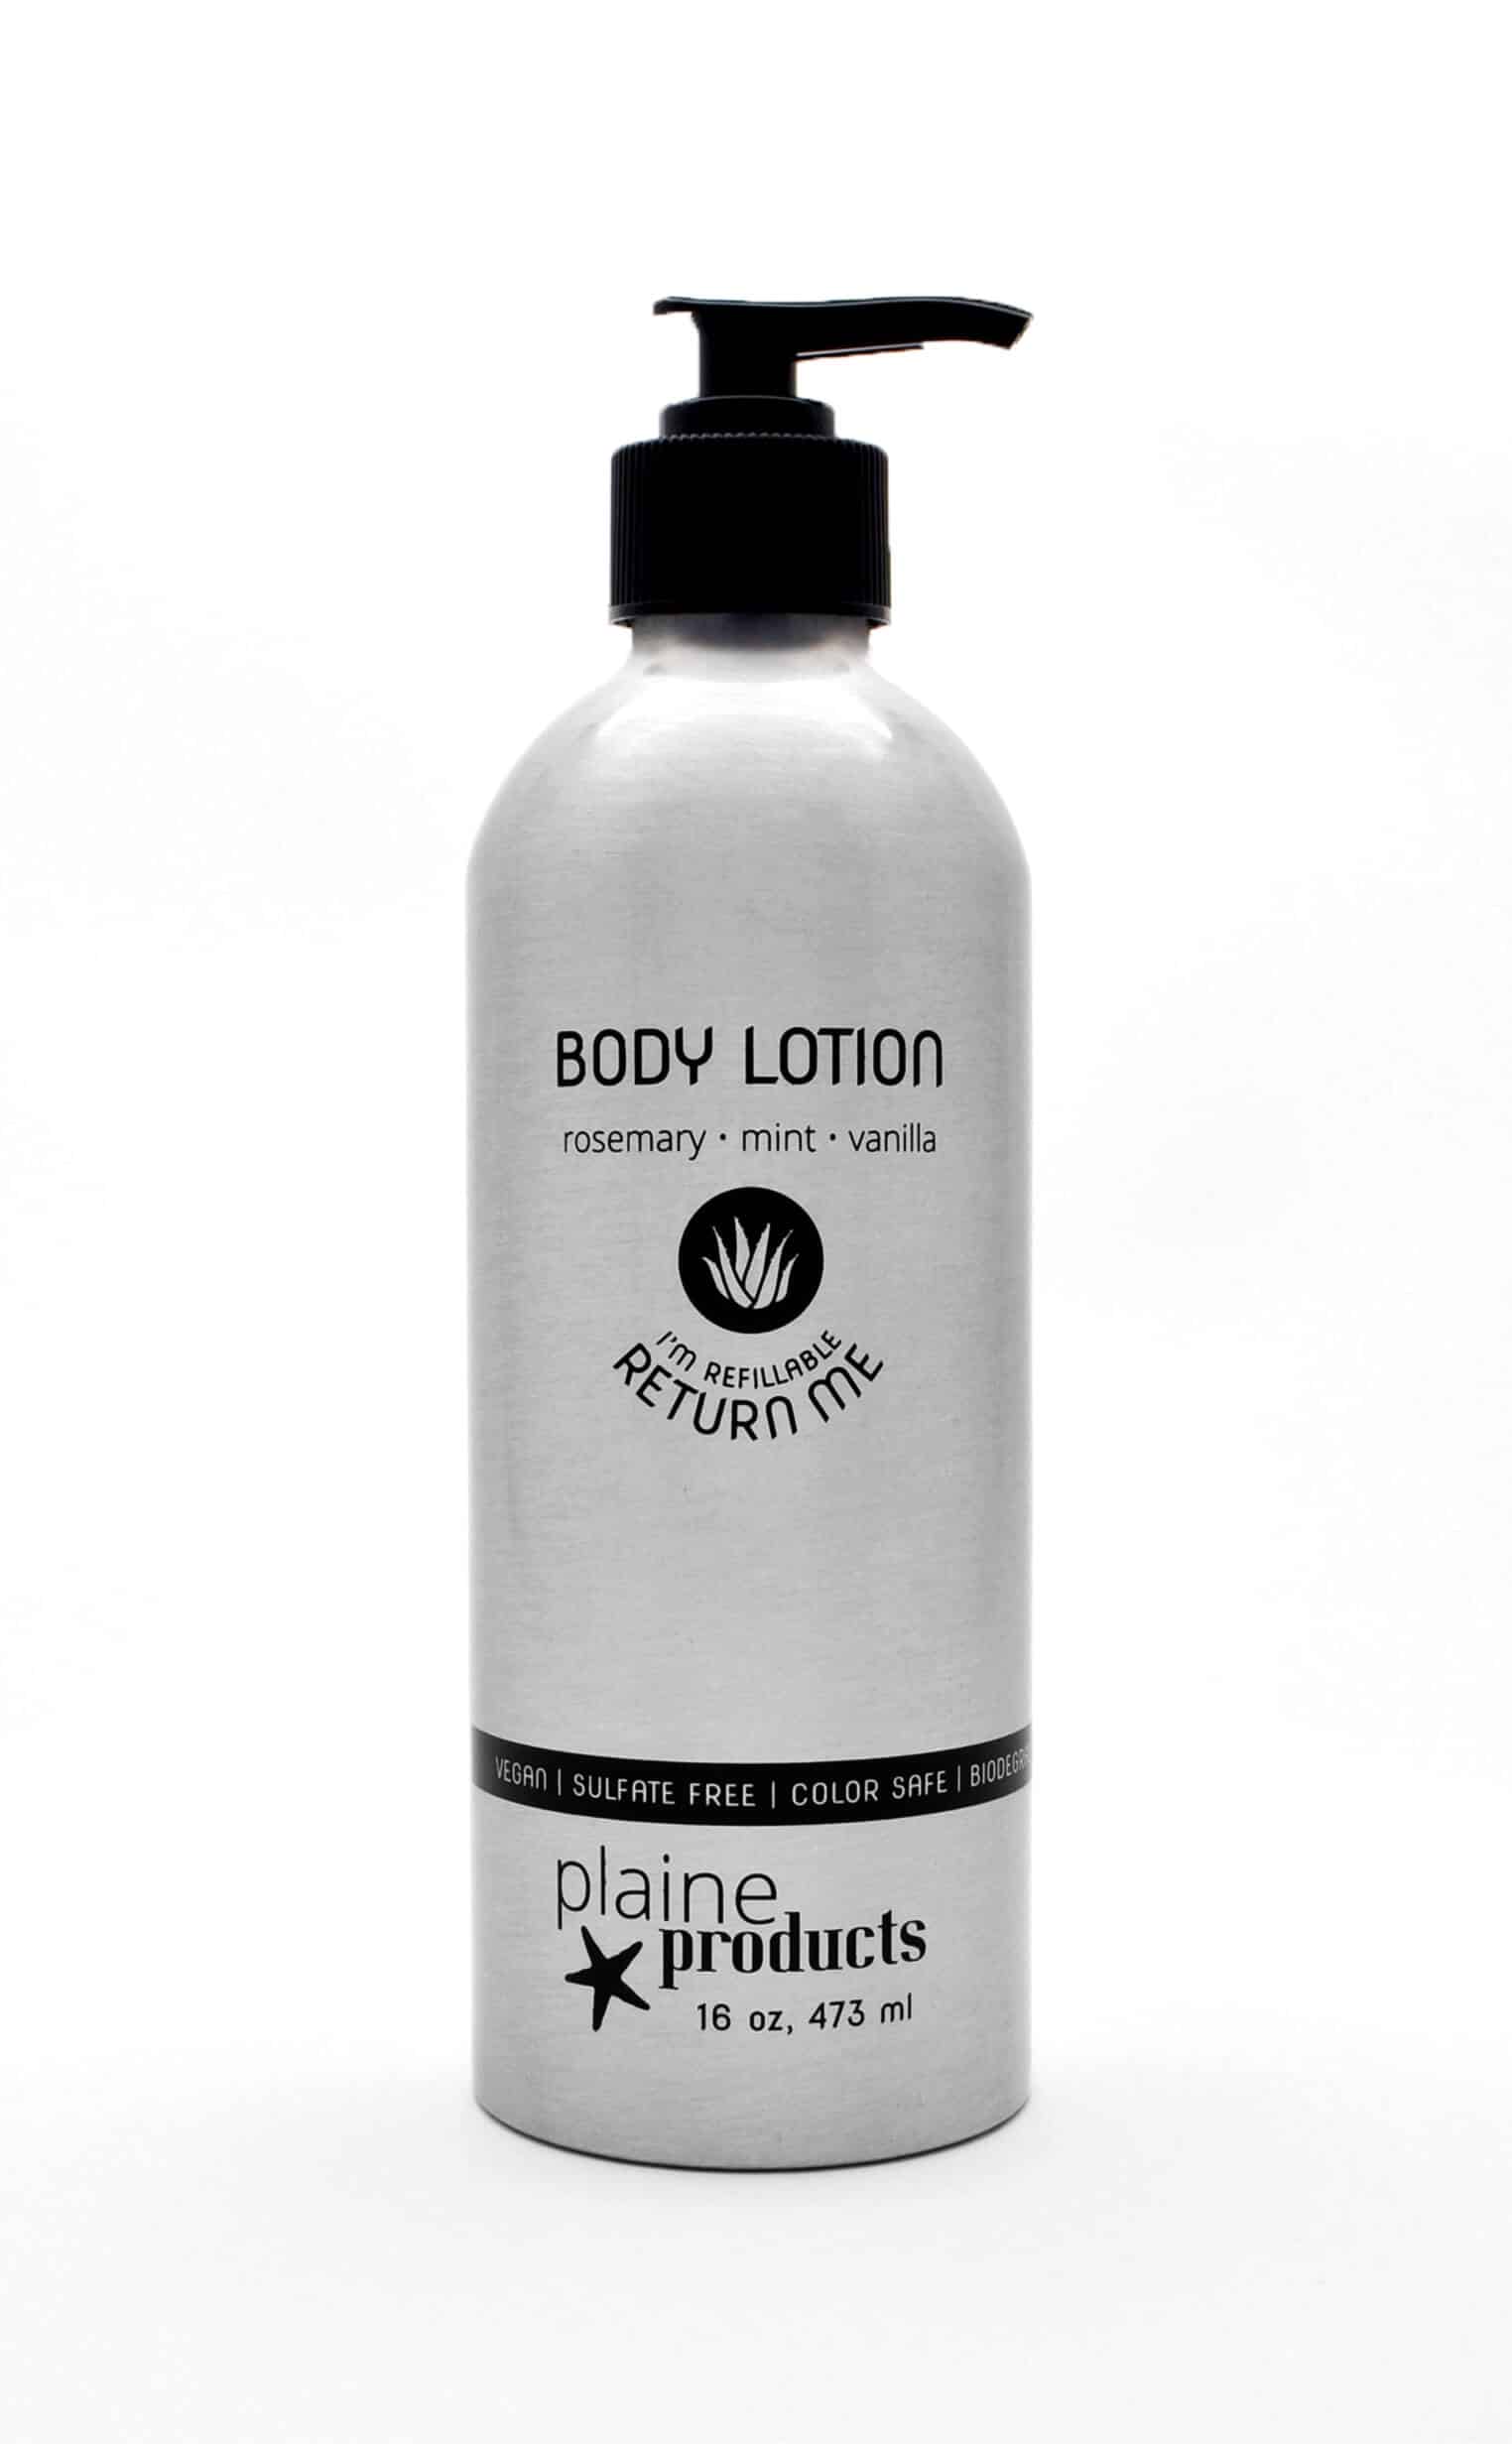 BODY LOTION
rosemary • mint • vanilla
I'M REFILLABLE
RETURN ME
VEGAN | SULFATE FREE | COLOR SAFE |
plaine
products
16 oz, 473 ml